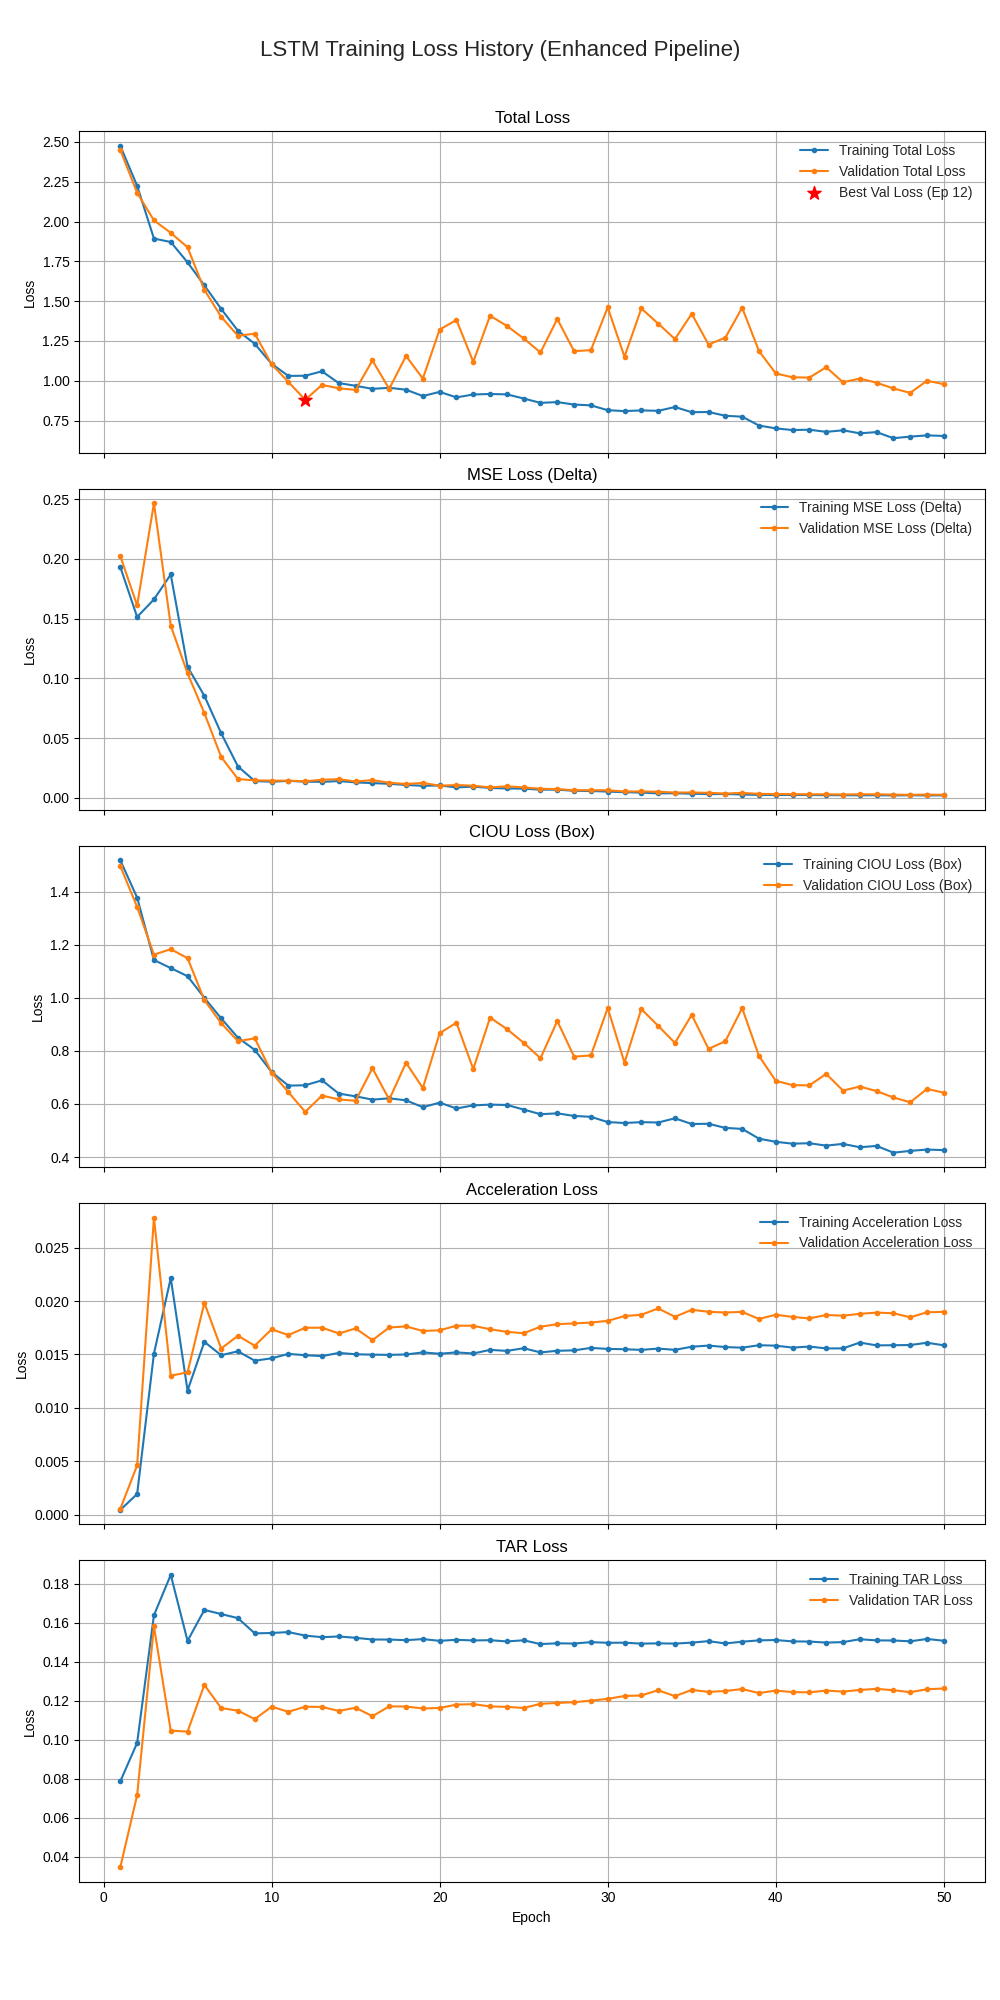 LSTM Training Loss History (Enhanced Pipeline)
Total Loss
2.50
2.25
2.00
1.75
1.50
1.25
1.00
0.75
Loss
Training Total Loss
Validation Total Loss
Best Val Loss (Ep 12)
MSE Loss (Delta)
0.25
0.20
0.15
0.10
0.05
0.00
Loss
Training MSE Loss (Delta)
Validation MSE Loss (Delta)
CIOU Loss (Box)
1.4
1.2
1.0
0.8
0.6
0.4
Loss
Training CIOU Loss (Box)
Validation CIOU Loss (Box)
Acceleration Loss
0.025
0.020
0.015
0.010
0.005
0.000
Loss
Training Acceleration Loss
Validation Acceleration Loss
TAR Loss
0.18
0.16
0.14
0.12
0.10
0.08
0.06
0.04
Loss
Training TAR Loss
Validation TAR Loss
0 10 20 30 40 50
Epoch